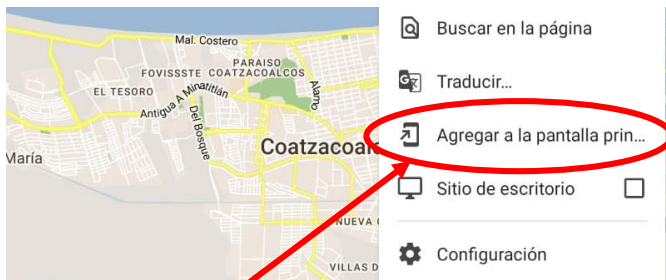 Mal. Costero
PARAISO
FOVISSSTE COATZACOALCOS
EL TESORO
Antigua A Minatitlán
Alamo
Del Bosque
Coatzacoalc
María
NUEVA
VILLAS D
Buscar en la página
Traducir...
Agregar a la pantalla prin...
Sitio de escritorio
Configuración